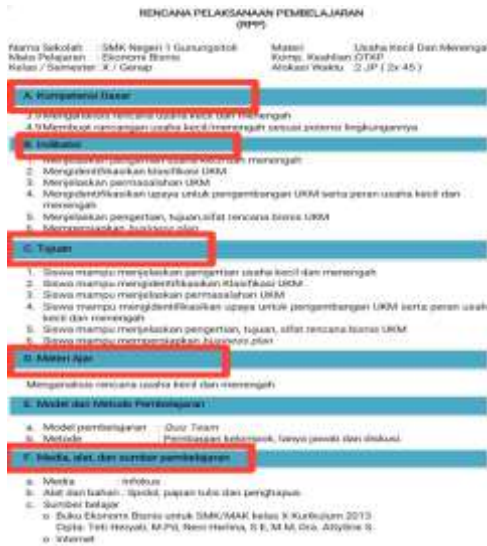 RENCANA PELAKSANAAN PEMBELAJARAN
(RPP)
Nama Sekolah : SMK Negeri 1 Gunungsitoli
Materi : Usaha Kecil Dan Menengah
Mata Pelajaran : Ekonomi Bisnis
Komp. Keahlian: OTKP
Kelas / Semester: X / Genap
Alokasi Waktu : 2 JP ( 2x 45 )
A. Kompetensi Dasar
3.9 Menganalisis rencana usaha kecil dan menengah
4.9 Membuat rancangan usaha kecil/menengah sesuai potensi lingkungannya
B. Indikator
Menjelaskan pengertian usaha kecil dan menengah
2. Mengidentifikasikan klasifikasi UKM
3. Menjelaskan permasalahan UKM
4. Mengidentifikasikan upaya untuk pengembangan UKM serta peran usaha kecil dan
menengah
5. Menjelaskan pengertian, tujuan,sifat rencana bisnis UKM
6. Mempersiapkan business plan
C. Tujuan
1. Siswa mampu menjelaskan pengertian usaha kecil dan menengah
2. Siswa mampu mengidentifikasikan Klasifikasi UKM
3. Siswa mampu menjelaskan permasalahan UKM
4. Siswa mampu mengidentifikasikan upaya untuk pengembangan UKM serta peran usaha
kecil dan menengah
5. Siswa mampu menjelaskan pengertian, tujuan, sifat rencana bisnis UKM
6. Siswa mampu mempersiapkan business plan
D. Materi Ajar
Menganalisis rencana usaha kecil dan menengah
E. Model dan Metode Pembelajaran
a. Model pembelajaran : Quiz Team
b. Metode : Pembagian kelompok, tanya jawab dan diskusi.
F. Media, alat, dan sumber pembelajaran
a. Media : Infokus
b. Alat dan bahan : Spidol, papan tulis dan penghapus
c. Sumber belajar
o Buku Ekonomi Bisnis untuk SMK/MAK kelas X Kurikulum 2013
Cipta: Teti Heryati, M.Pd, Neni Herlina, S.E, M.M, Dra.
o Internet